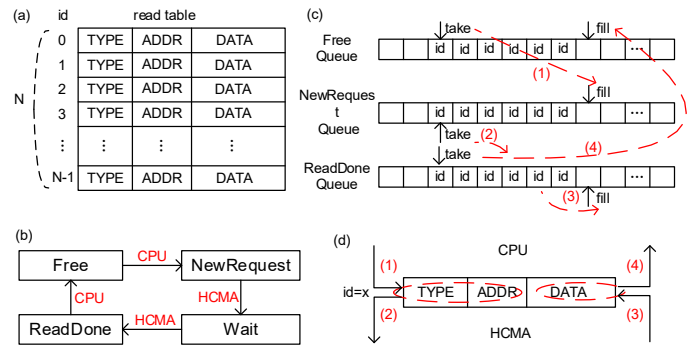 (a)
id read table
0 TYPE ADDR DATA
1 TYPE ADDR DATA
2 TYPE ADDR DATA
N
3 TYPE ADDR DATA
⋮ ⋮ ⋮ ⋮
N-1 TYPE ADDR DATA
(b)
Free
CPU
NewRequest
CPU
HCMA
ReadDone
HCMA
Wait
(c)
take
fill
Free
Queue
id id id id id id ...
(1)
fill
NewReques
t
Queue
id id id id id id ...
take
(2)
take
(4)
ReadDone
Queue
id id id id id id ...
(3)
fill
(d)
CPU
(1)
(4)
id=x
TYPE ADDR DATA
(2)
(3)
HCMA